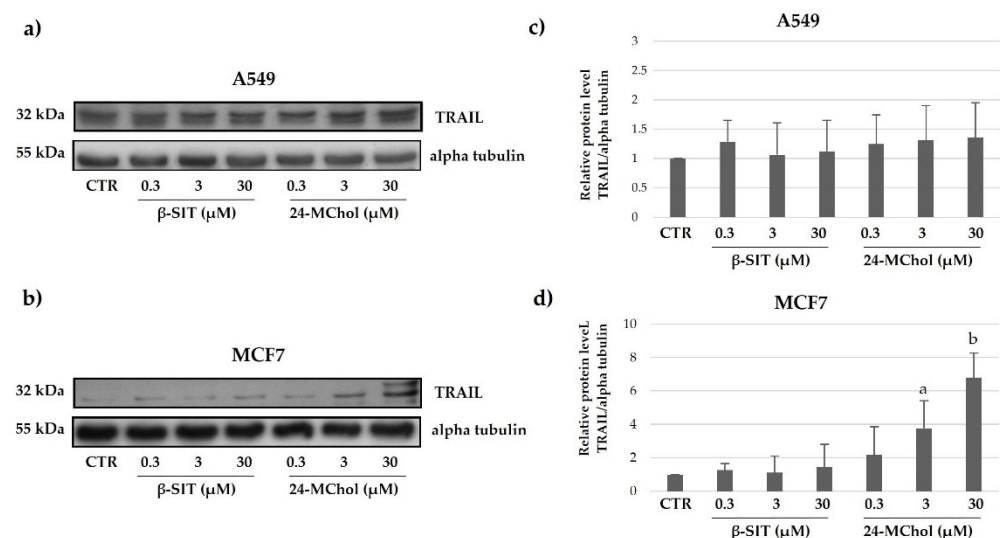 a)
A549
32 kDa
TRAIL
55 kDa
alpha tubulin
CTR 0.3 3 30 0.3 3 30
β-SIT (μM) 24-MChol (μM)
b)
MCF7
32 kDa
TRAIL
55 kDa
alpha tubulin
CTR 0.3 3 30 0.3 3 30
β-SIT (μM) 24-MChol (μM)
c)
A549
Relative protein level
TRAIL/alpha tubulin
3
2.5
2
1.5
1
0.5
0
CTR 0.3 3 30 0.3 3 30
β-SIT (μM) 24-MChol (μM)
d)
MCF7
Relative protein leveL
TRAIL/alpha tubulin
10
8
6
4
2
0
a
b
CTR 0.3 3 30 0.3 3 30
β-SIT (μM) 24-MChol (μM)